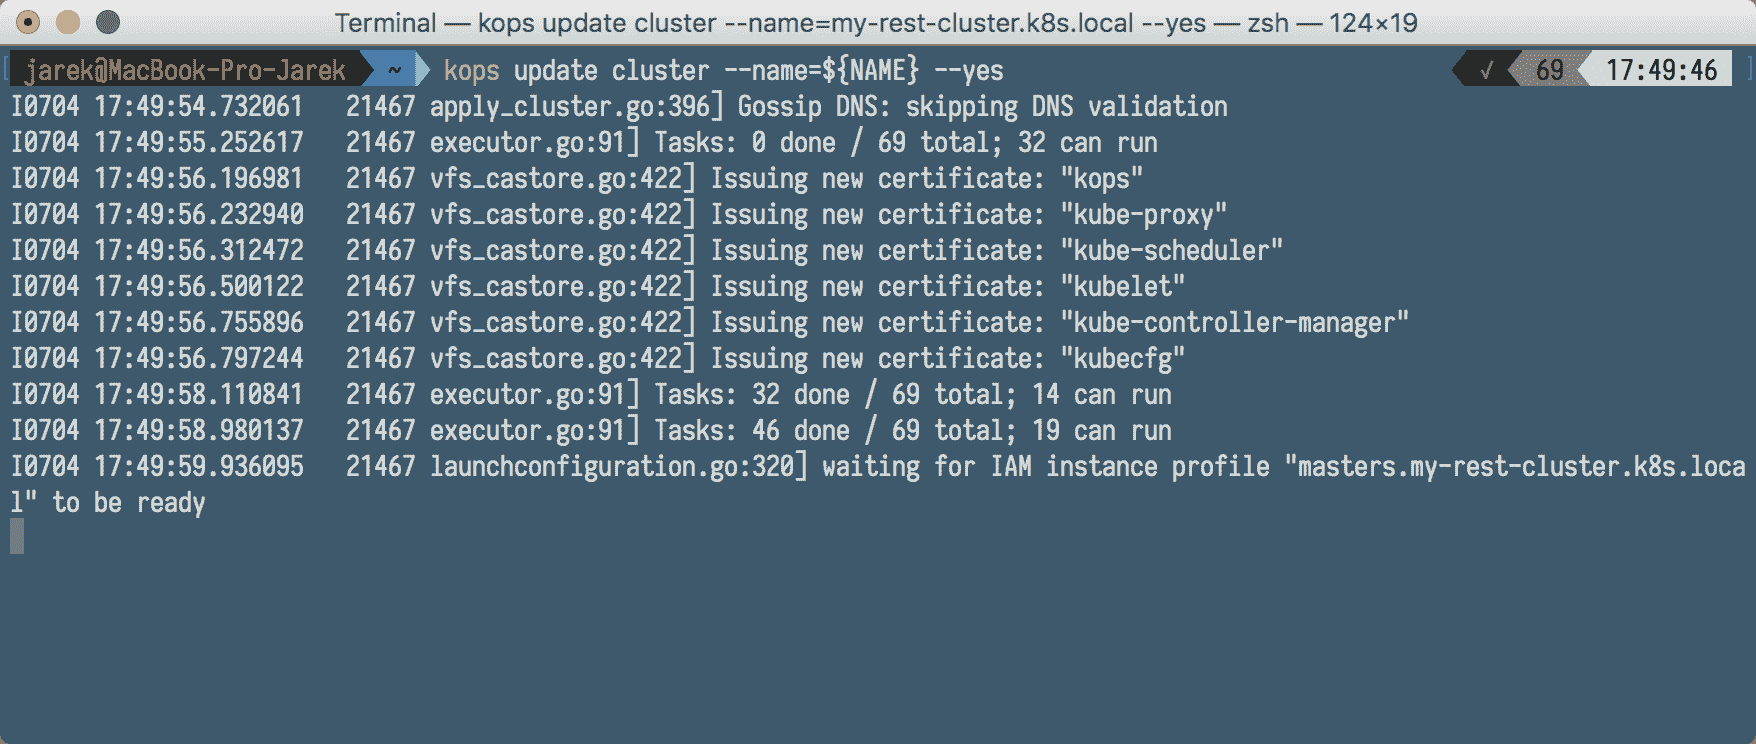 Terminal — kops update cluster --name=my-rest-cluster.k8s.local --yes — zsh — 124×19
jarek@MacBook-Pro-Jarek ~ kops update cluster --name=${NAME} --yes √ 69 17:49:46
I0704 17:49:54.732061   21467 apply_cluster.go:396] Gossip DNS: skipping DNS validation
I0704 17:49:55.252617   21467 executor.go:91] Tasks: 0 done / 69 total; 32 can run
I0704 17:49:56.196981   21467 vfs_castore.go:422] Issuing new certificate: "kops"
I0704 17:49:56.232940   21467 vfs_castore.go:422] Issuing new certificate: "kube-proxy"
I0704 17:49:56.312472   21467 vfs_castore.go:422] Issuing new certificate: "kube-scheduler"
I0704 17:49:56.500122   21467 vfs_castore.go:422] Issuing new certificate: "kubelet"
I0704 17:49:56.755896   21467 vfs_castore.go:422] Issuing new certificate: "kube-controller-manager"
I0704 17:49:56.797244   21467 vfs_castore.go:422] Issuing new certificate: "kubecfg"
I0704 17:49:58.110841   21467 executor.go:91] Tasks: 32 done / 69 total; 14 can run
I0704 17:49:58.980137   21467 executor.go:91] Tasks: 46 done / 69 total; 19 can run
I0704 17:49:59.936095   21467 launchconfiguration.go:320] waiting for IAM instance profile "masters.my-rest-cluster.k8s.loca
l" to be ready